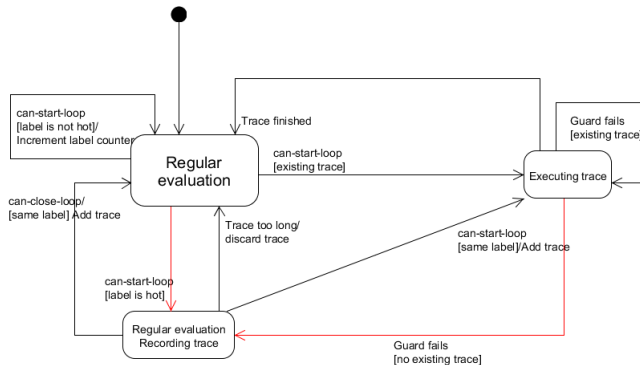 can-start-loop
[label is not hot]/
Increment label counter
Trace finished
Guard fails
[existing trace]
Regular
evaluation
can-start-loop
[existing trace]
Executing trace
can-close-loop/
[same label] Add trace
Trace too long/
discard trace
can-start-loop
[same label]/Add trace
can-start-loop
[label is hot]
Regular evaluation
Recording trace
Guard fails
[no existing trace]